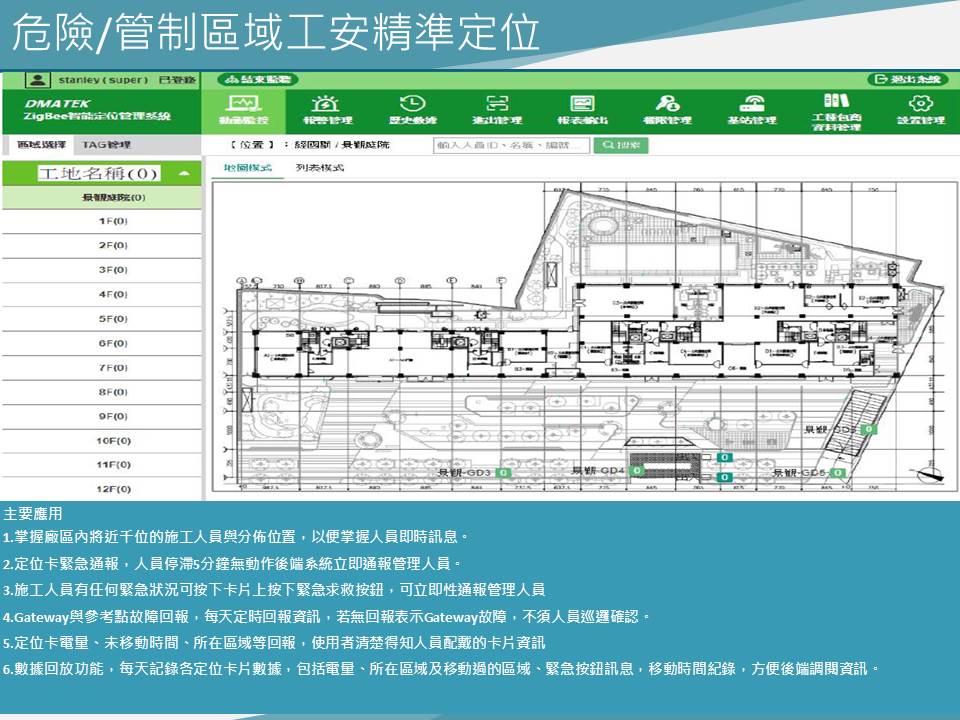 危險/管制區域工安精準定位
stanley ( super ) 已登錄
結束監聽
退出系統
DMATEK
ZigBee智能定位管理系統
動態監控
報警管理
歷史軌跡
進出管理
報表輸出
權限管理
基站管理
工種包商
資料管理
設置管理
區域選擇
TAG管理
【 位置 】 : 經國關 / 景觀庭院
輸入人員ID、名稱、編號...
搜索
工地名稱(0)
地圖模式
列表模式
景觀庭院(0)
1F(0)
2F(0)
3F(0)
4F(0)
5F(0)
6F(0)
7F(0)
8F(0)
9F(0)
10F(0)
11F(0)
12F(0)
景觀-GD3 0
景觀-GD4 0
0
0
景觀-GD5 0
主要應用
1.掌握廠區內將近千位的施工人員與分佈位置，以便掌握人員即時訊息。
2.定位卡緊急通報，人員停滯5分鐘無動作後端系統立即通報管理人員。
3.施工人員有任何緊急狀況可按下卡片上按下緊急求救按鈕，可立即性通報管理人員
4.Gateway與參考點故障回報，每天定時回報資訊，若無回報表示Gateway故障，不須人員巡邏確認。
5.定位卡電量、未移動時間、所在區域等回報，使用者清楚得知人員配戴的卡片資訊
6.數據回放功能，每天記錄各定位卡片數據，包括電量、所在區域及移動過的區域、緊急按鈕訊息，移動時間紀錄，方便後端調閱資訊。